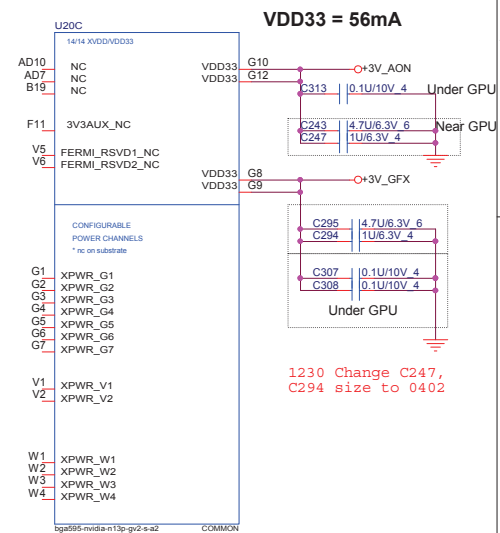 U20C
VDD33 = 56mA
14/14 XVDD/VDD33
AD10 NC VDD33 G10 +3V_AON
AD7 NC VDD33 G12
B19 NC
C313 0.1U/10V_4 Under GPU
F11 3V3AUX_NC
C243 4.7U/6.3V_6 Near GPU
C247 1U/6.3V_4
V5 FERMI_RSVD1_NC
V6 FERMI_RSVD2_NC
VDD33 G8 +3V_GFX
VDD33 G9
CONFIGURABLE
POWER CHANNELS
* nc on substrate
C295 4.7U/6.3V_6
C294 1U/6.3V_4
G1 XPWR_G1
G2 XPWR_G2
G3 XPWR_G3
G4 XPWR_G4
G5 XPWR_G5
G6 XPWR_G6
G7 XPWR_G7
C307 0.1U/10V_4
C308 0.1U/10V_4
Under GPU
1230 Change C247,
C294 size to 0402
V1 XPWR_V1
V2 XPWR_V2
W1 XPWR_W1
W2 XPWR_W2
W3 XPWR_W3
W4 XPWR_W4
bga595-nvidia-n13p-gv2-s-a2 COMMON